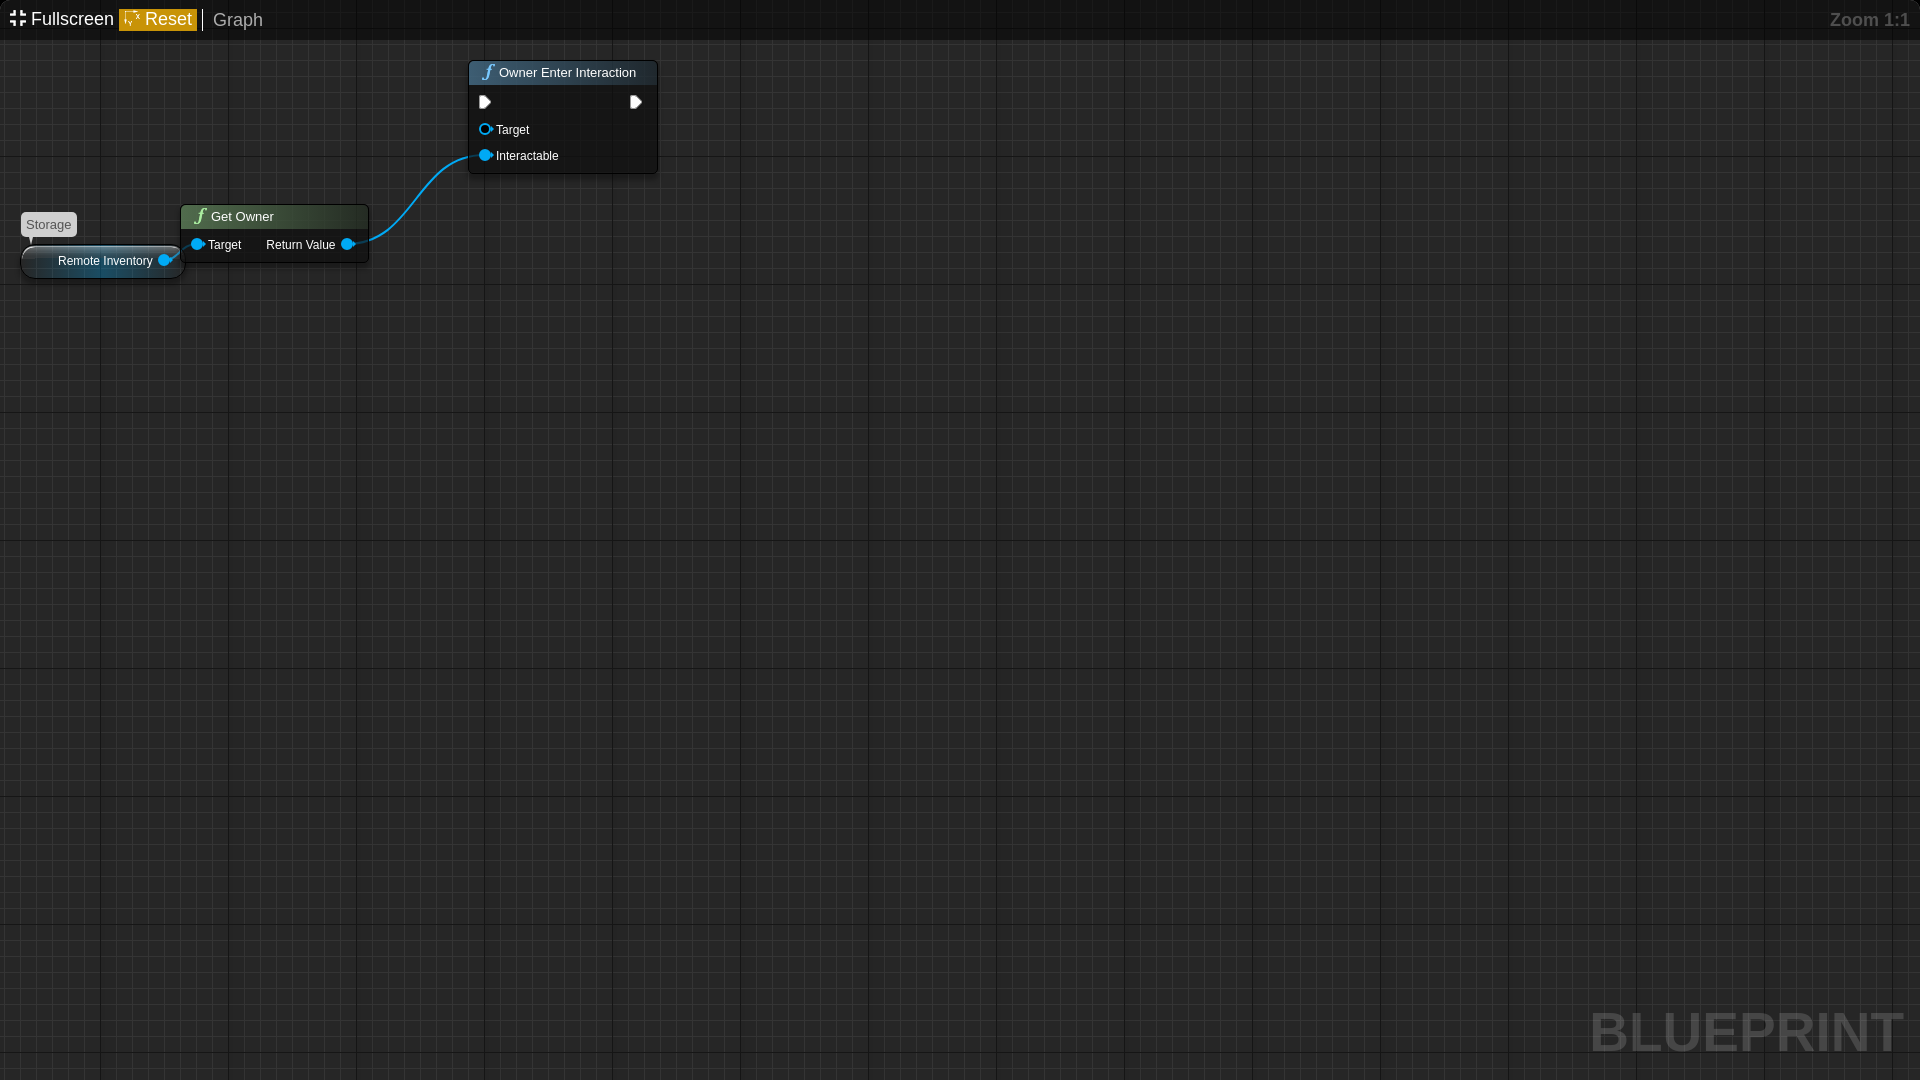 Fullscreen Reset Graph
Zoom 1:1
Owner Enter Interaction
Target
Interactable
Storage
Get Owner
Target Return Value
Remote Inventory
BLUEPRINT